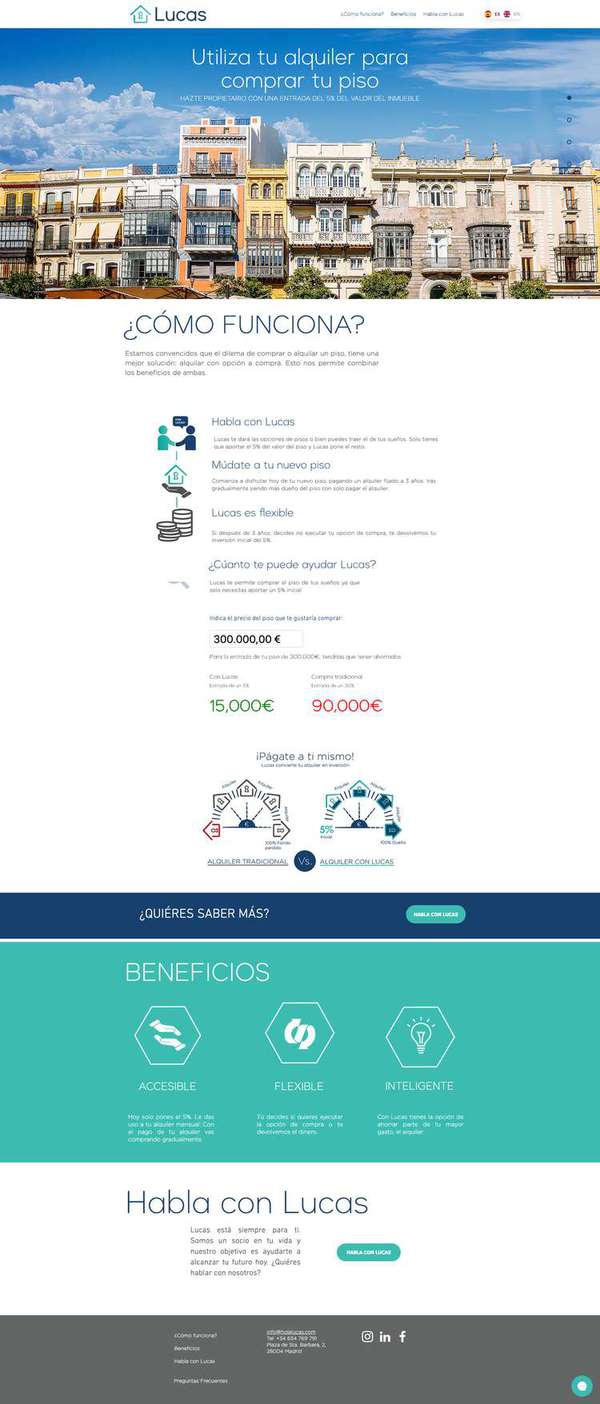 Lucas
¿Cómo funciona? Beneficios Habla con Lucas ES EN
Utiliza tu alquiler para
comprar tu piso
HAZTE PROPIETARIO CON UNA ENTRADA DEL 5% DEL VALOR DEL INMUEBLE
¿CÓMO FUNCIONA?
Estamos convencidos que el dilema de comprar o alquilar un piso, tiene una
mejor solución: alquilar con opción a compra. Esto nos permite combinar
los beneficios de ambas.
Habla con Lucas
Lucas te dará las opciones de pisos o bien puedes traer el de tus sueños. Solo tienes
que aportar el 5% del valor del piso y Lucas pone el resto.
Múdate a tu nuevo piso
Comienza a disfrutar hoy de tu nuevo piso, pagando un alquiler fijado a 3 años. Vas
gradualmente siendo más dueño del piso con solo pagar el alquiler.
Lucas es flexible
Si después de 3 años, decides no ejecutar tu opción de compra, te devolvemos tu
inversión inicial del 5%.
¿Cúanto te puede ayudar Lucas?
Lucas te permite comprar el piso de tus sueños ya que
solo necesitas aportar un 5% inicial
Indica el precio del piso que te gustaría comprar:
300.000,00 €
Para la entrada de tu piso de 300.000€, tendrías que tener ahorrados
Con Lucas Compra tradicional
Entrada de un 5% Entrada de un 30%
15,000€ 90,000€
¡Págate a ti mismo!
Lucas convierte tu alquiler en inversión
Alquiler Alquiler Alquiler Alquiler
Alquiler Alquiler
€ € 5%
Inicial
100% Fondo
perdido
100% Dueño
ALQUILER TRADICIONAL Vs. ALQUILER CON LUCAS
¿QUIÉRES SABER MÁS? HABLA CON LUCAS
BENEFICIOS
ACCESIBLE FLEXIBLE INTELIGENTE
Hoy solo pones el 5%. Le das
uso a tu alquiler mensual. Con
el pago de tu alquiler vas
comprando gradualmente.
Tú decides si quieres ejecutar
la opción de compra o te
devolvemos el dinero.
Con Lucas tienes la opción de
ahorrar parte de tu mayor
gasto, el alquiler.
Habla con Lucas
Lucas está siempre para ti.
Somos un socio en tu vida y
nuestro objetivo es ayudarte a
alcanzar tu futuro hoy. ¿Quiéres
hablar con nosotros?
HABLA CON LUCAS
¿Cómo funciona?
Beneficios
Habla con Lucas
Preguntas Frecuentes
info@holalucas.com
Tel: +34 654 769 791
Plaza de Sta. Barbara, 2,
28004 Madrid